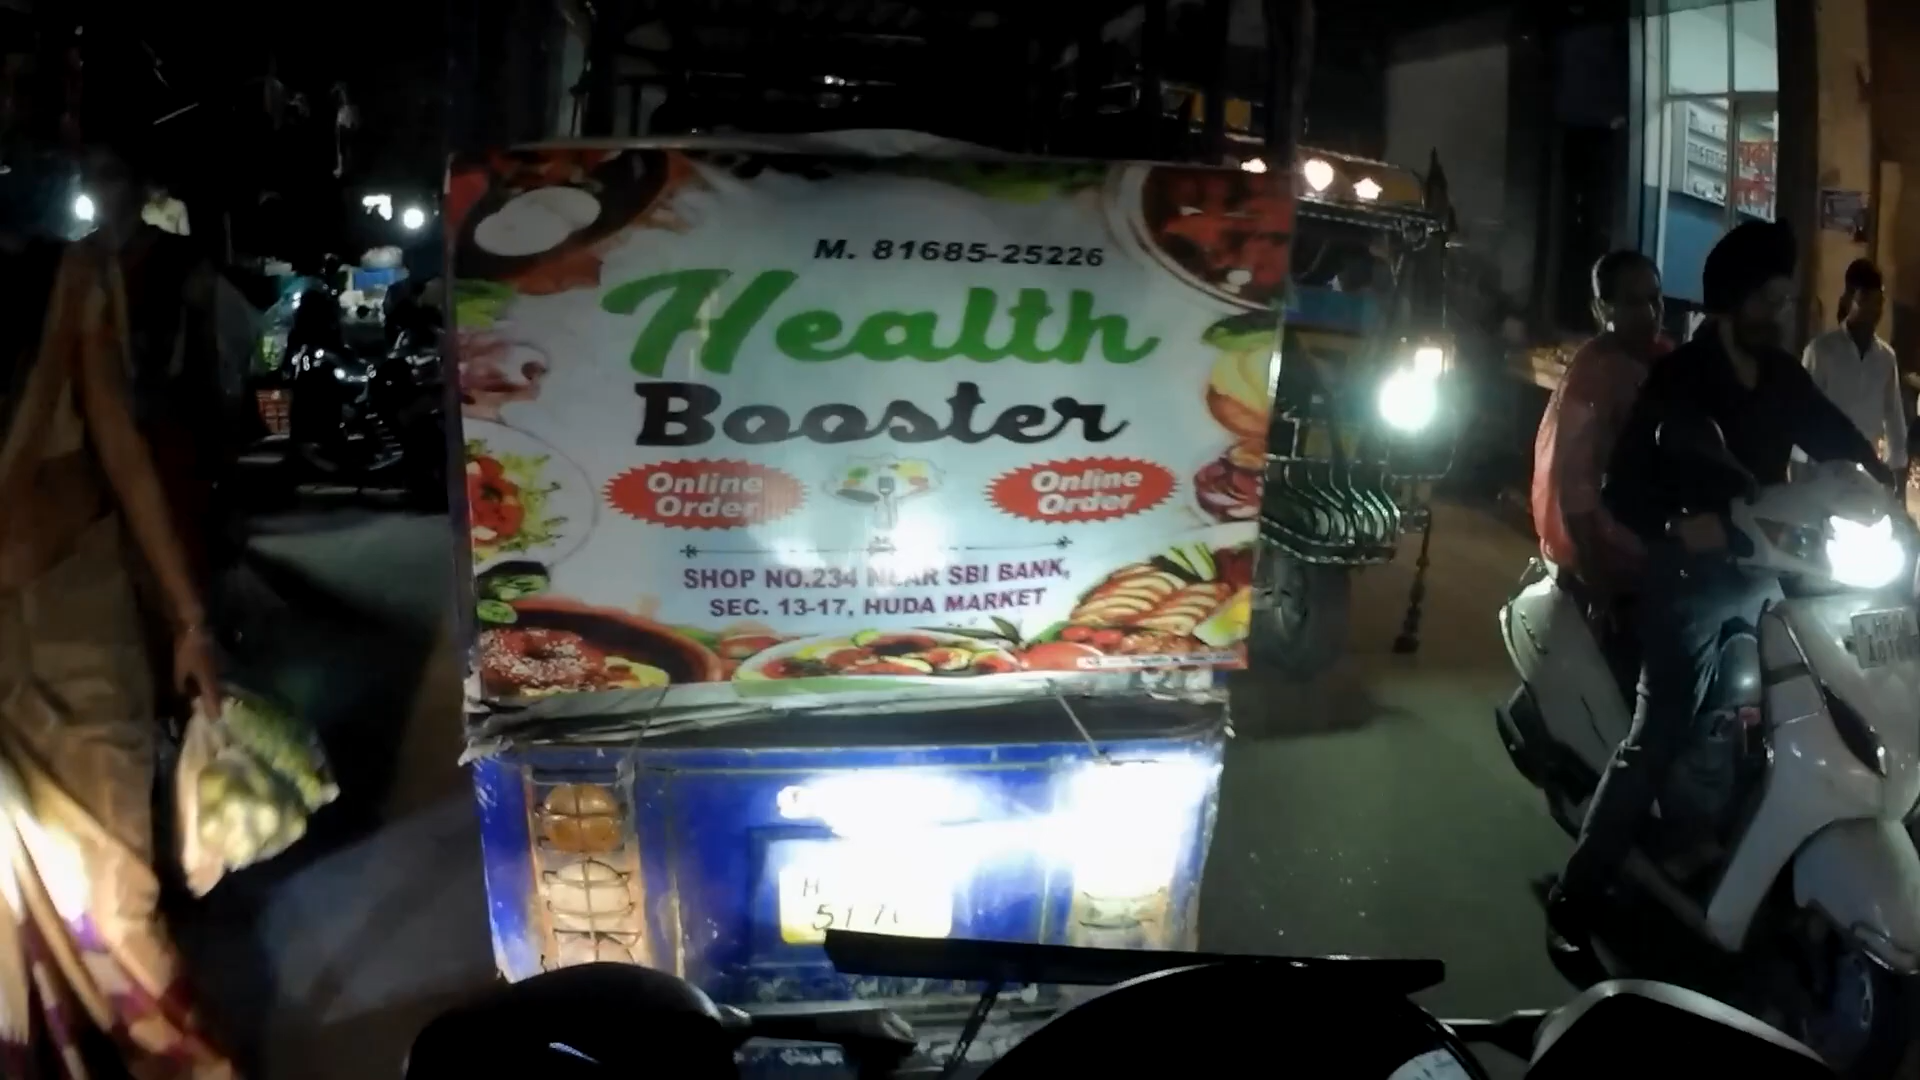 M. 81685-25226
Health
Booster
Online
Order
Online
Order
SHOP NO.234 NEAR SBI BANK,
SEC. 13-17, HUDA MARKET